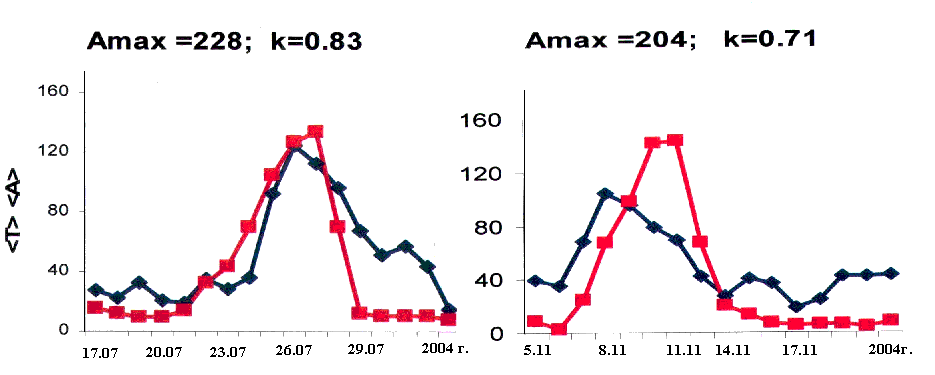 Amax =228; k=0.83
Amax =204; k=0.71
<T> <A>
160
120
80
40
0
17.07 20.07 23.07 26.07 29.07 2004 г.
160
120
80
40
0
5.11 8.11 11.11 14.11 17.11 2004г.